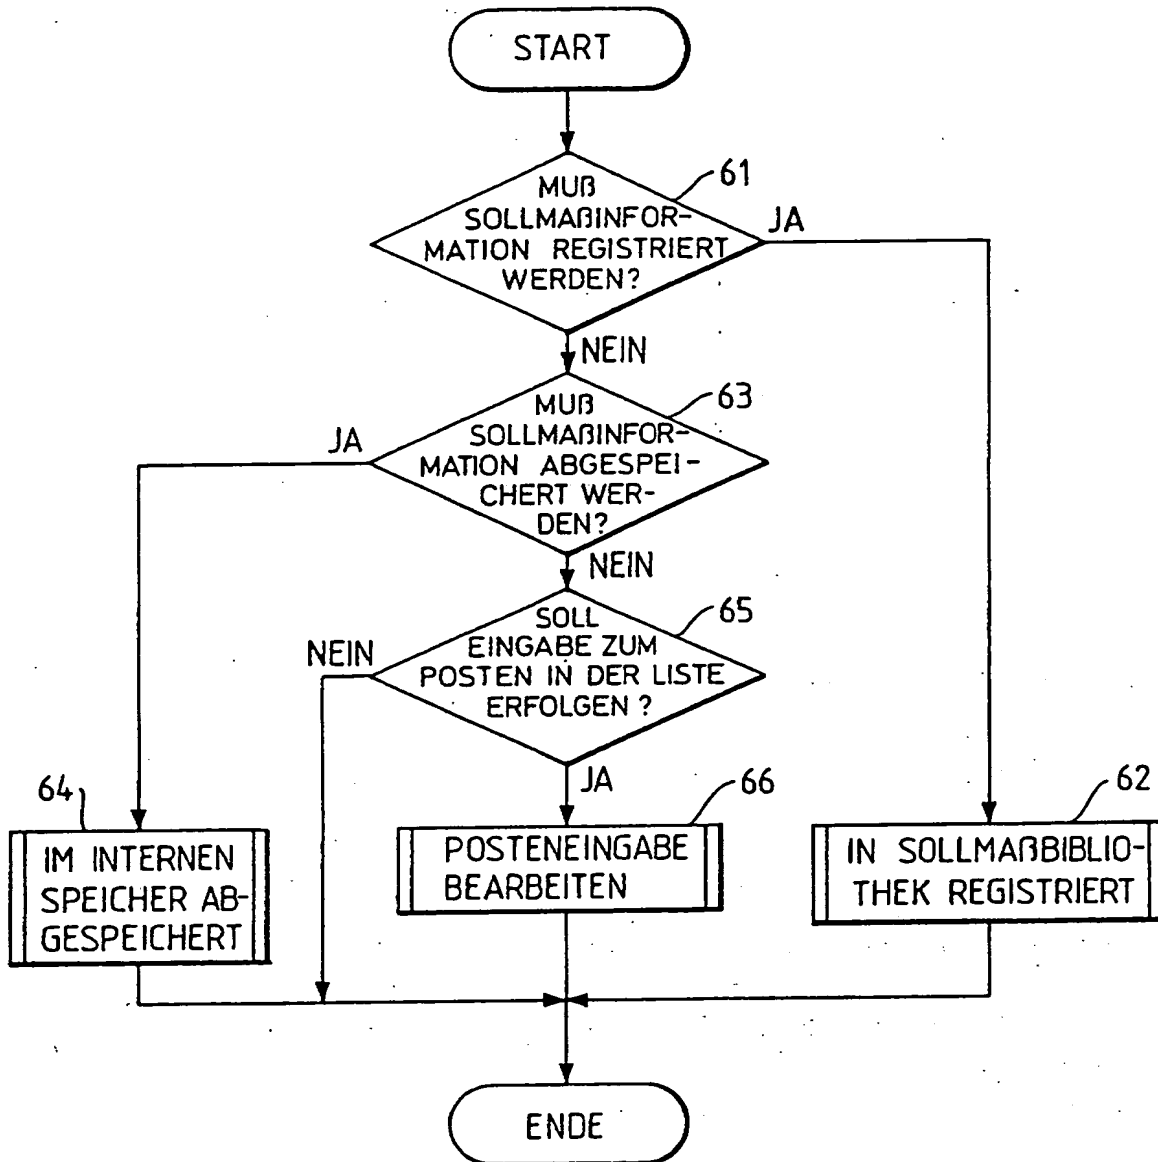 START
61
MUß
SOLLMAßINFOR-
MATION REGISTRIERT
WERDEN?
JA
NEIN
63
MUß
SOLLMAßINFOR-
MATION ABGESPEI-
CHERT WER-
DEN?
JA
NEIN
65
SOLL
EINGABE ZUM
POSTEN IN DER LISTE
ERFOLGEN ?
NEIN
JA
64
IM INTERNEN
SPEICHER AB-
GESPEICHERT
66
POSTENEINGABE
BEARBEITEN
62
IN SOLLMAßBIBLIO-
THEK REGISTRIERT
ENDE